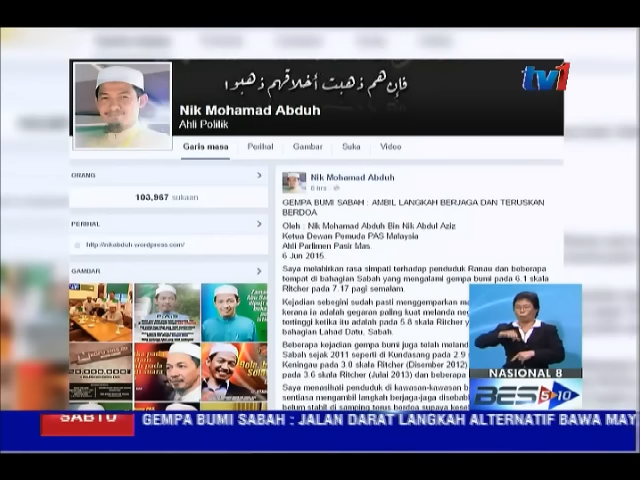 فإن هم ذهبت أخلاقهم ذهبوا
tv1
Nik Mohamad Abduh
Ahli Politik
Garis masa Perihal Gambar Suka Video
ORANG
103,967 sukaan
PERIHAL
http://nikabduh.wordpress.com/
GAMBAR
Nik Mohamad Abduh
GEMPA BUMI SABAH : AMBIL LANGKAH BERJAGA DAN TERUSKAN
BERDOA
Oleh : Nik Mohamad Abduh Bin Nik Abdul Aziz
Ketua Dewan Pemuda PAS Malaysia
Ahli Parlimen Pasir Mas
6 Jun 2015.
Saya melahirkan rasa simpati terhadap penduduk Ranau dan beberapa
tempat di bahagian Sabah yang mengalami gempa bumi pada 6.1 skala
Ritcher pada 7.17 pagi semalam.
Kejadian sebegini sudah pasti menggemparkan
kerana ia adalah gegaran paling kuat melanda
tertinggi ketika itu adalah pada 5.8 skala Ritcher
bahagian Lahad Datu, Sabah.
Beberapa kejadian gempa bumi juga telah
Sabah sejak 2011 seperti di Kundasang pada 2.9
Keningau pada 3.0 skala Ritcher (Disember 2012)
pada 3.6 skala Ritcher (Julai 2013) dan beberapa
Saya menasihati penduduk di kawasan-kawasan
sentiasa mengambil langkah berjaga-jaga
belum stabil di samping terus berdoa supaya
NASIONAL 8
BES 5 10
SABTU
GEMPA BUMI SABAH : JALAN DARAT LANGKAH ALTERNATIF BAWA MAY